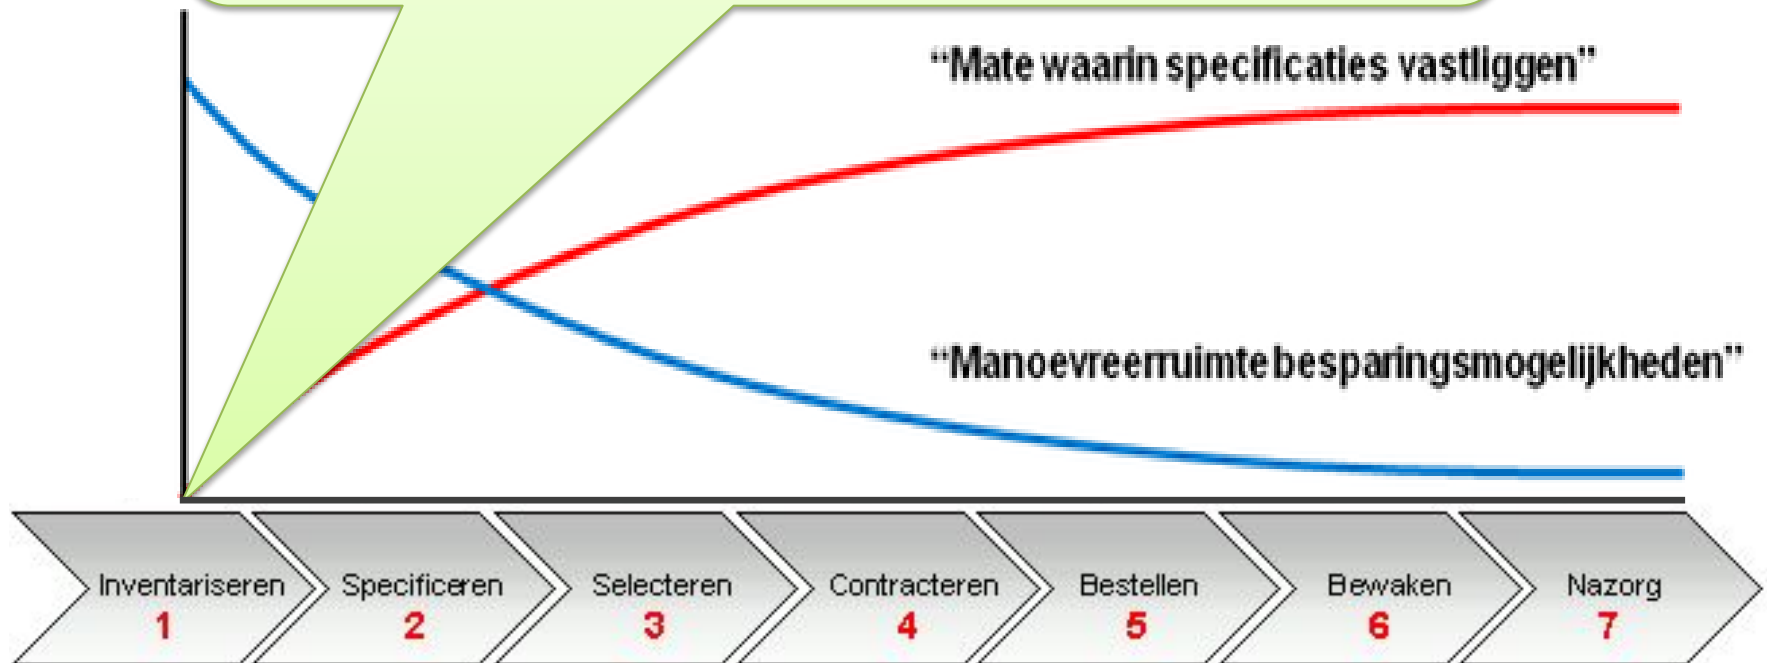 “Mate waarin specificaties vastliggen”
“Manoevreerruimte besparingsmogelijkheden”
Inventariseren Specificeren Selecteren Contracteren Bestellen Bewaken Nazorg
1 2 3 4 5 6 7